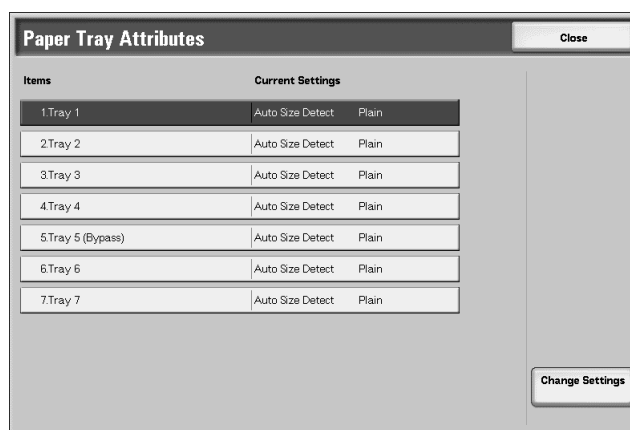 Paper Tray Attributes Close
Items Current Settings
1.Tray 1 Auto Size Detect Plain
2.Tray 2 Auto Size Detect Plain
3.Tray 3 Auto Size Detect Plain
4.Tray 4 Auto Size Detect Plain
5.Tray 5 (Bypass) Auto Size Detect Plain
6.Tray 6 Auto Size Detect Plain
7.Tray 7 Auto Size Detect Plain
Change Settings